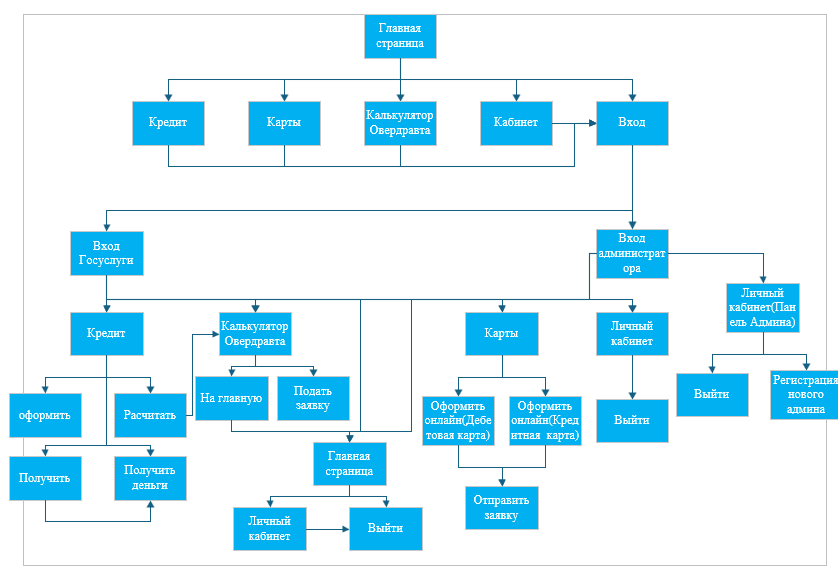 Главная
страница
Кредит
Карты
Калькулятор
Овердравта
Кабинет
Вход
Вход
Госуслуги
Вход
администрат
ора
Личный
кабинет(Пан
ель Админа)
Кредит
Калькулятор
Овердравта
Карты
Личный
кабинет
На главную
Подать
заявку
Выйти
Регистрация
нового
админа
оформить
Расчитать
Оформить
онлайн(Дебе
товая карта)
Оформить
онлайн(Кред
итная карта)
Выйти
Главная
страница
Получить
Получить
деньги
Отправить
заявку
Личный
кабинет
Выйти